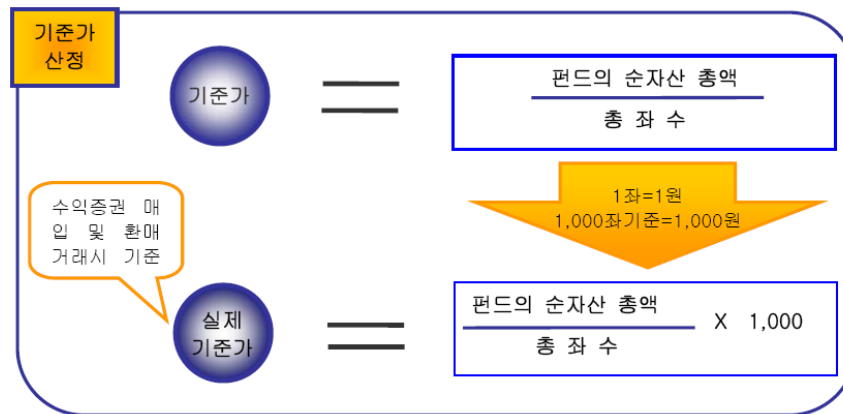 기준가
산정
기준가
펀드의 순자산 총액
총 좌 수
1좌=1원
1,000좌기준=1,000원
수익증권 매
입 및 환매
거래시 기준
실제
기준가
펀드의 순자산 총액
X 1,000
총 좌 수